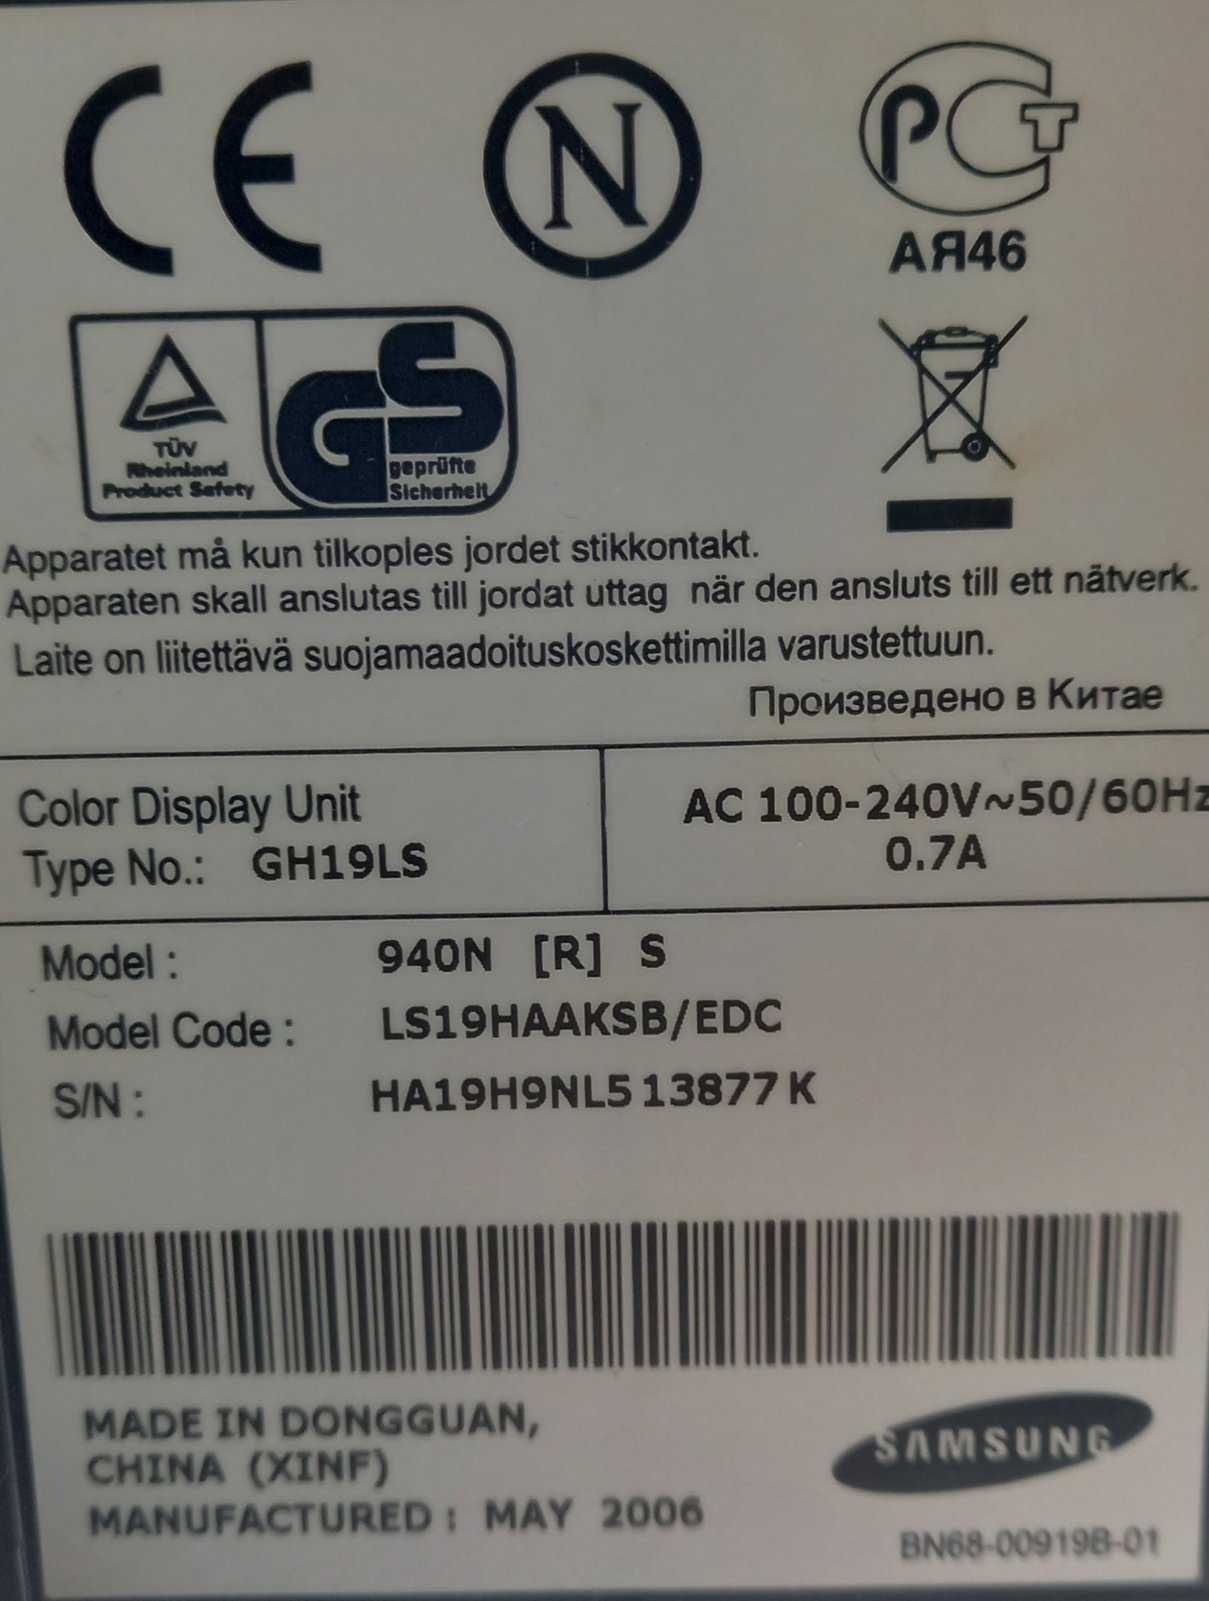 CE
N
РСТ
АЯ46
TÜV
Rheinland
Product Safety
GS
geprüfte
Sicherheit
Apparatet må kun tilkoples jordet stikkontakt.
Apparaten skall anslutas till jordat uttag när den ansluts till ett nätverk.
Laite on liitettävä suojamaadoituskoskettimilla varustettuun.
Произведено в Китае
Color Display Unit
Type No.: GH19LS
AC 100-240V~50/60Hz
0.7A
Model : 940N [R] S
Model Code : LS19HAAKSB/EDC
S/N : HA19H9NL513877K
MADE IN DONGGUAN,
CHINA (XINF)
MANUFACTURED : MAY 2006
SAMSUNG
BN68-00919B-01